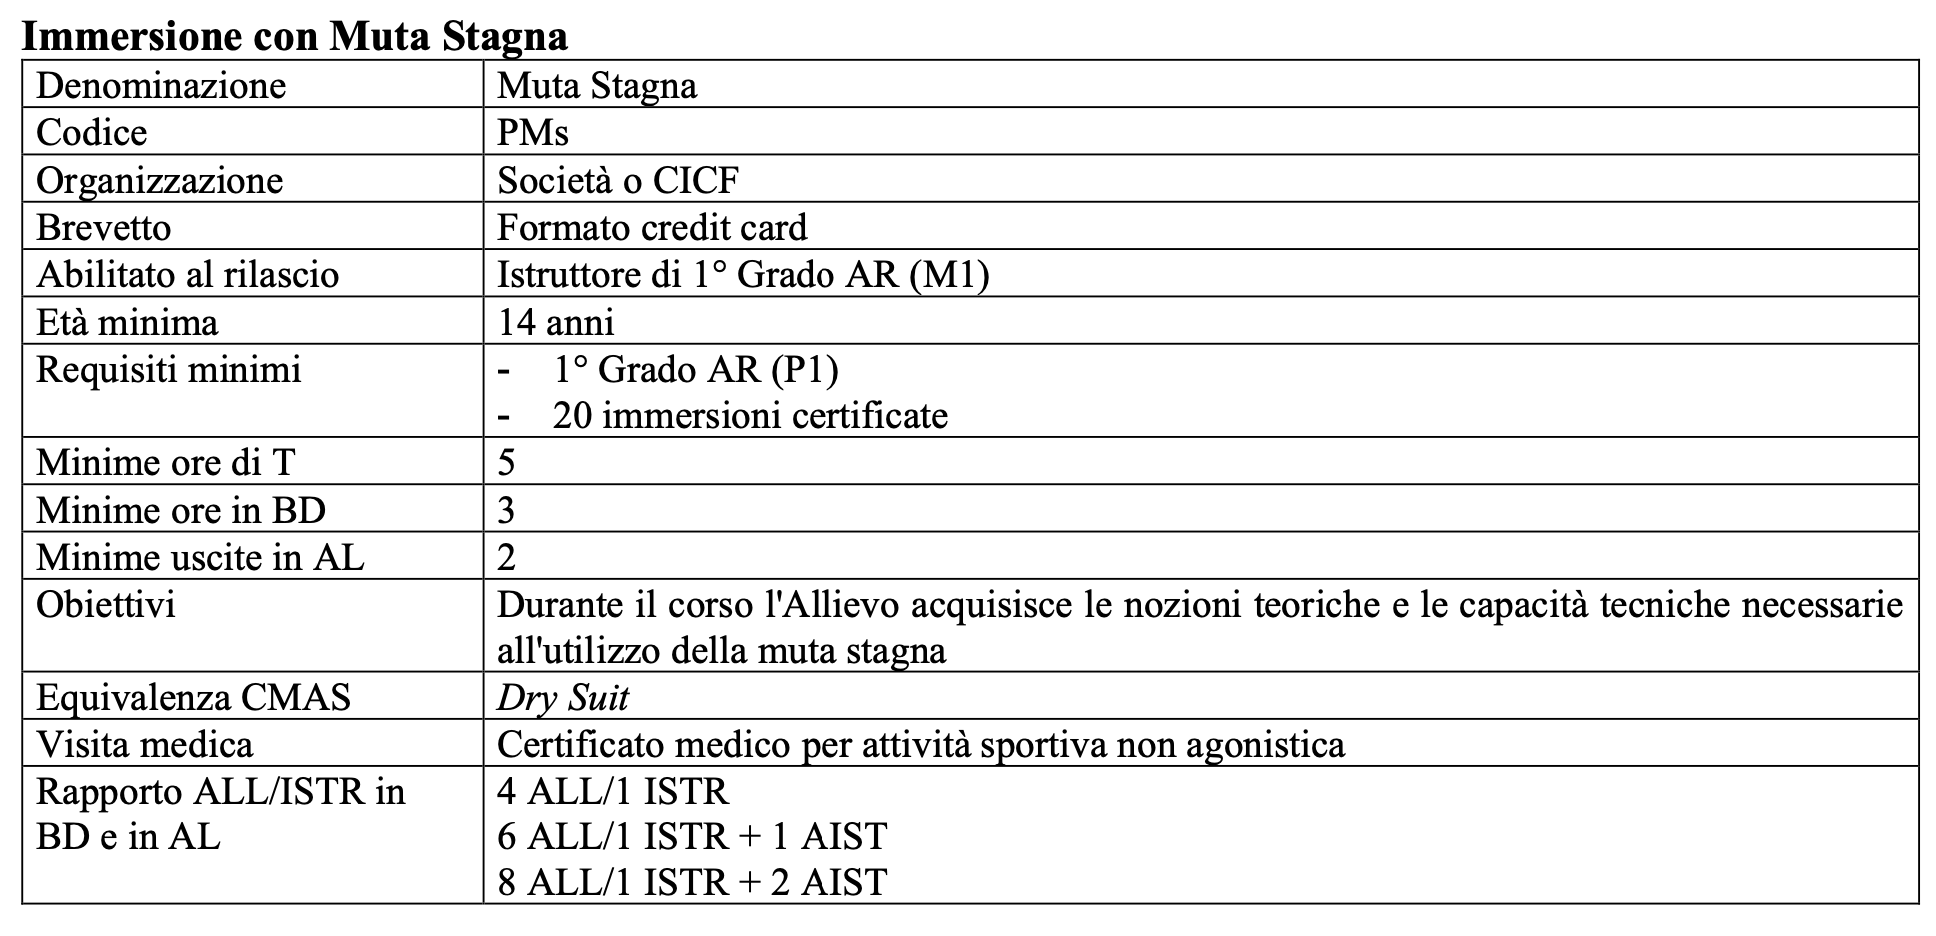 Immersione con Muta Stagna
Denominazione Muta Stagna
Codice PMs
Organizzazione Società o CICF
Brevetto Formato credit card
Abilitato al rilascio Istruttore di 1° Grado AR (M1)
Età minima 14 anni
Requisiti minimi - 1° Grado AR (P1)
- 20 immersioni certificate
Minime ore di T 5
Minime ore in BD 3
Minime uscite in AL 2
Obiettivi Durante il corso l'Allievo acquisisce le nozioni teoriche e le capacità tecniche necessarie
all'utilizzo della muta stagna
Equivalenza CMAS Dry Suit
Visita medica Certificato medico per attività sportiva non agonistica
Rapporto ALL/ISTR in 4 ALL/1 ISTR
BD e in AL 6 ALL/1 ISTR + 1 AIST
8 ALL/1 ISTR + 2 AIST